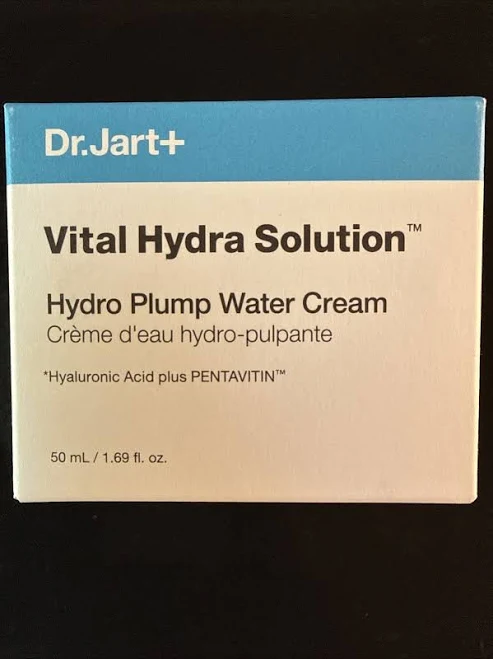 Dr.Jart+
Vital Hydra Solution™
Hydro Plump Water Cream
Crème d'eau hydro-pulpante
*Hyaluronic Acid plus PENTAVITIN™
50 mL / 1.69 fl. oz.